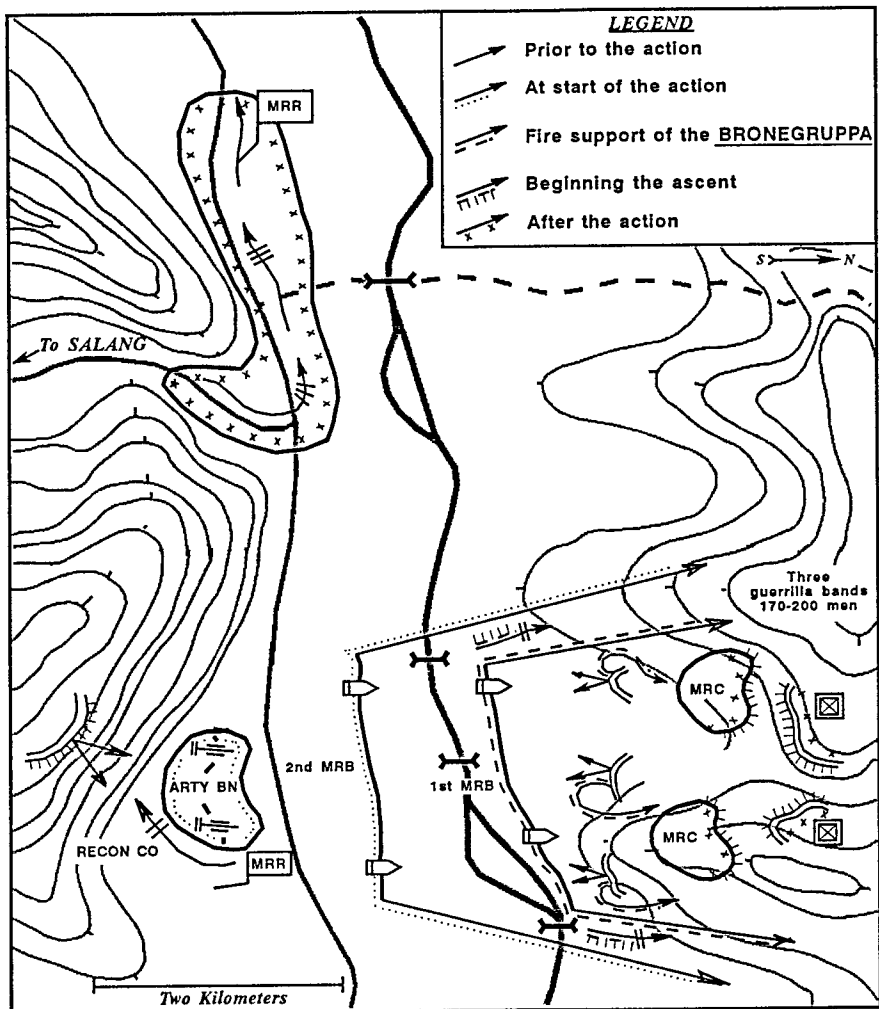 LEGEND
Prior to the action
At start of the action
Fire support of the BRONEGRUPPA
Beginning the ascent
After the action
MRR
S N
To SALANG
Three
guerrilla bands
170-200 men
MRC
2nd MRB
1st MRB
ARTY BN
MRC
RECON CO
MRR
Two Kilometers